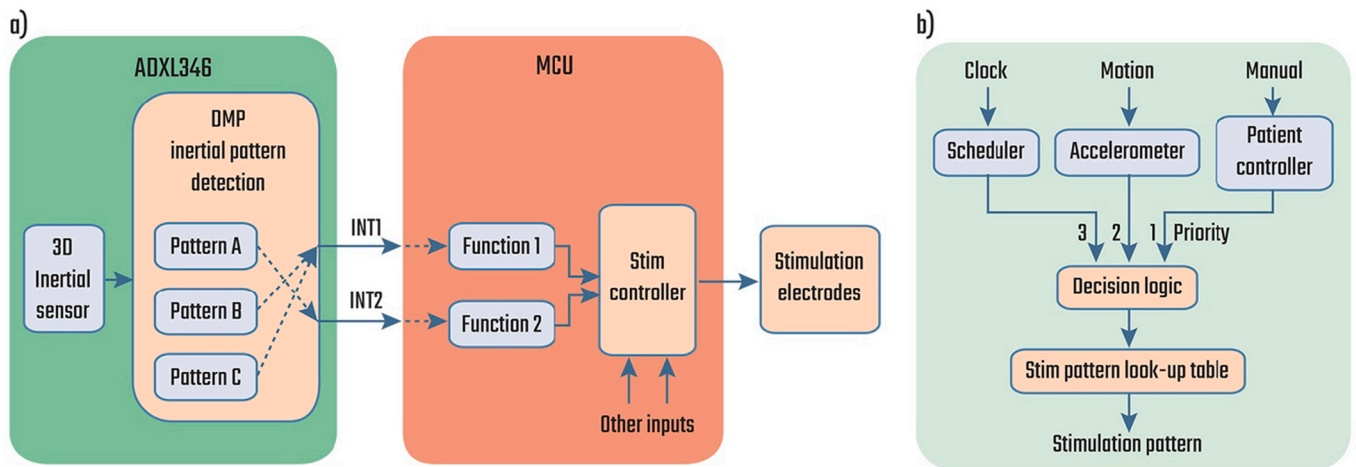 a)
ADXL346
DMP
inertial pattern
detection
3D
Inertial
sensor
Pattern A
Pattern B
Pattern C
INT1
INT2
MCU
Function 1
Function 2
Stim
controller
Other inputs
Stimulation
electrodes
b)
Clock
Motion
Manual
Scheduler
Accelerometer
Patient
controller
3 2 1 Priority
Decision logic
Stim pattern look-up table
Stimulation pattern